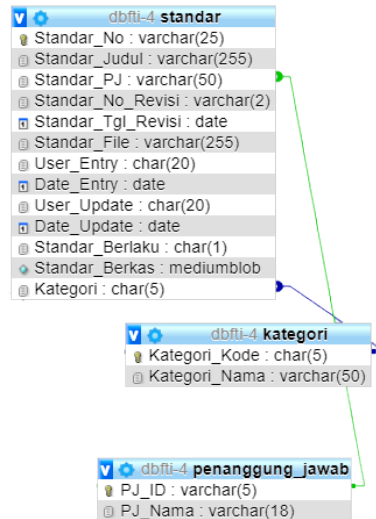 dbfti-4 standar
Standar_No : varchar(25)
Standar_Judul : varchar(255)
Standar_PJ : varchar(50)
Standar_No_Revisi : varchar(2)
Standar_Tgl_Revisi : date
Standar_File : varchar(255)
User_Entry : char(20)
Date_Entry : date
User_Update : char(20)
Date_Update : date
Standar_Berlaku : char(1)
Standar_Berkas : mediumblob
Kategori : char(5)
dbfti-4 kategori
Kategori_Kode : char(5)
Kategori_Nama : varchar(50)
dbfti-4 penanggung_jawab
PJ_ID : varchar(5)
PJ_Nama : varchar(18)